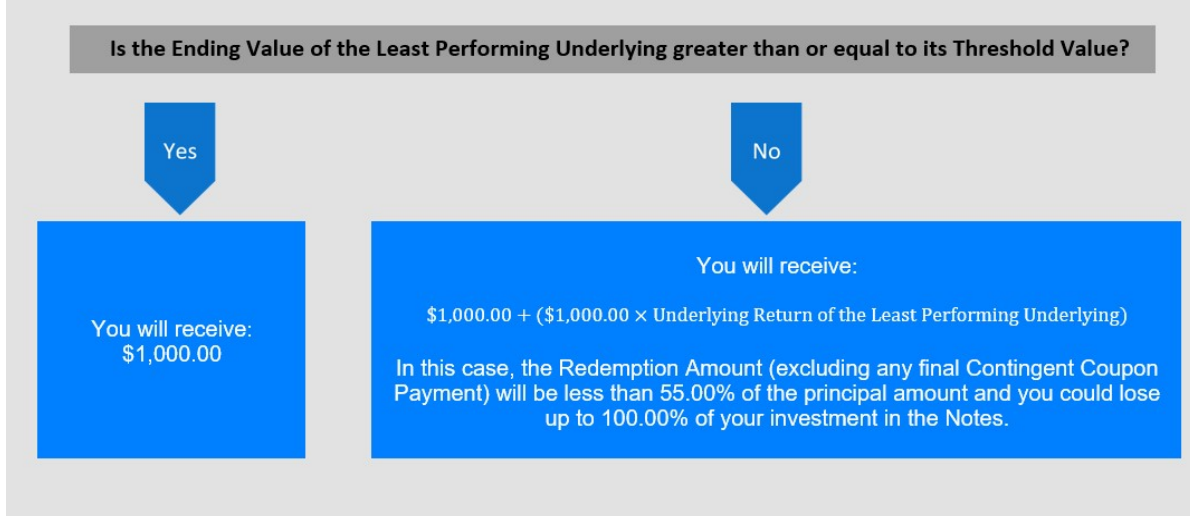 Is the Ending Value of the Least Performing Underlying greater than or equal to its Threshold Value?
Yes
No
You will receive:
$1,000.00
You will receive:
$1,000.00 + ($1,000.00 × Underlying Return of the Least Performing Underlying)
In this case, the Redemption Amount (excluding any final Contingent Coupon
Payment) will be less than 55.00% of the principal amount and you could lose
up to 100.00% of your investment in the Notes.